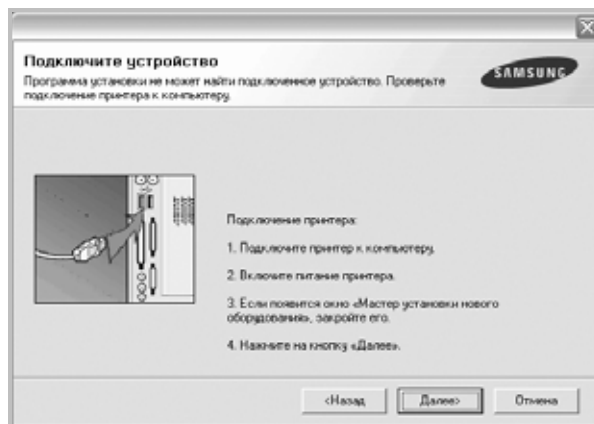 Подключите устройство
Программа установки не может найти подключенное устройство. Проверьте
подключение принтера к компьютеру.
SAMSUNG
Подключение принтера:
1. Подключите принтер к компьютеру.
2. Включите питание принтера.
3. Если появится окно «Мастер установки нового
оборудования», закройте его.
4. Нажмите на кнопку «Далее».
<Назад
Далее>
Отмена